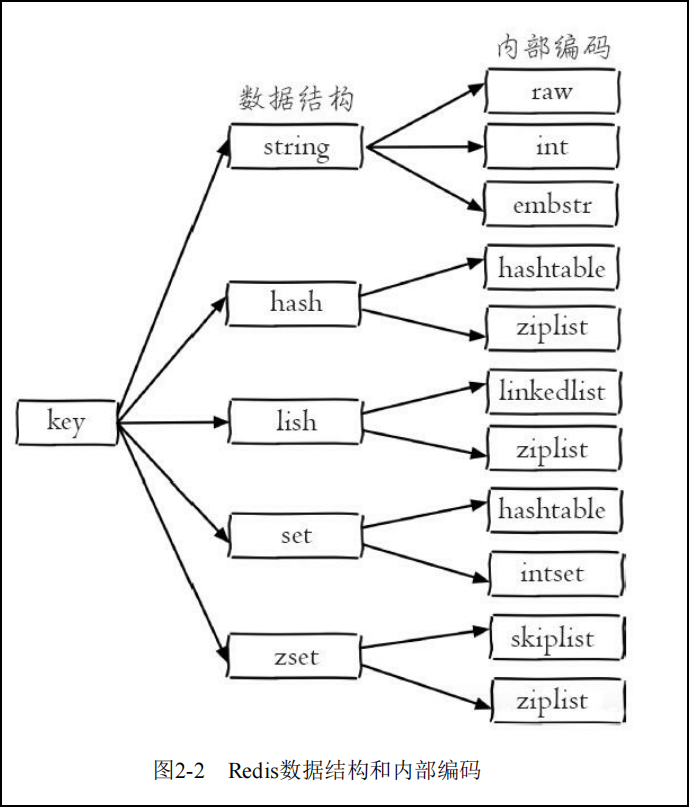 内部编码
数据结构
raw
string
int
embstr
hashtable
hash
ziplist
linkedlist
key
lish
ziplist
hashtable
set
intset
skiplist
zset
ziplist
图2-2 Redis数据结构和内部编码